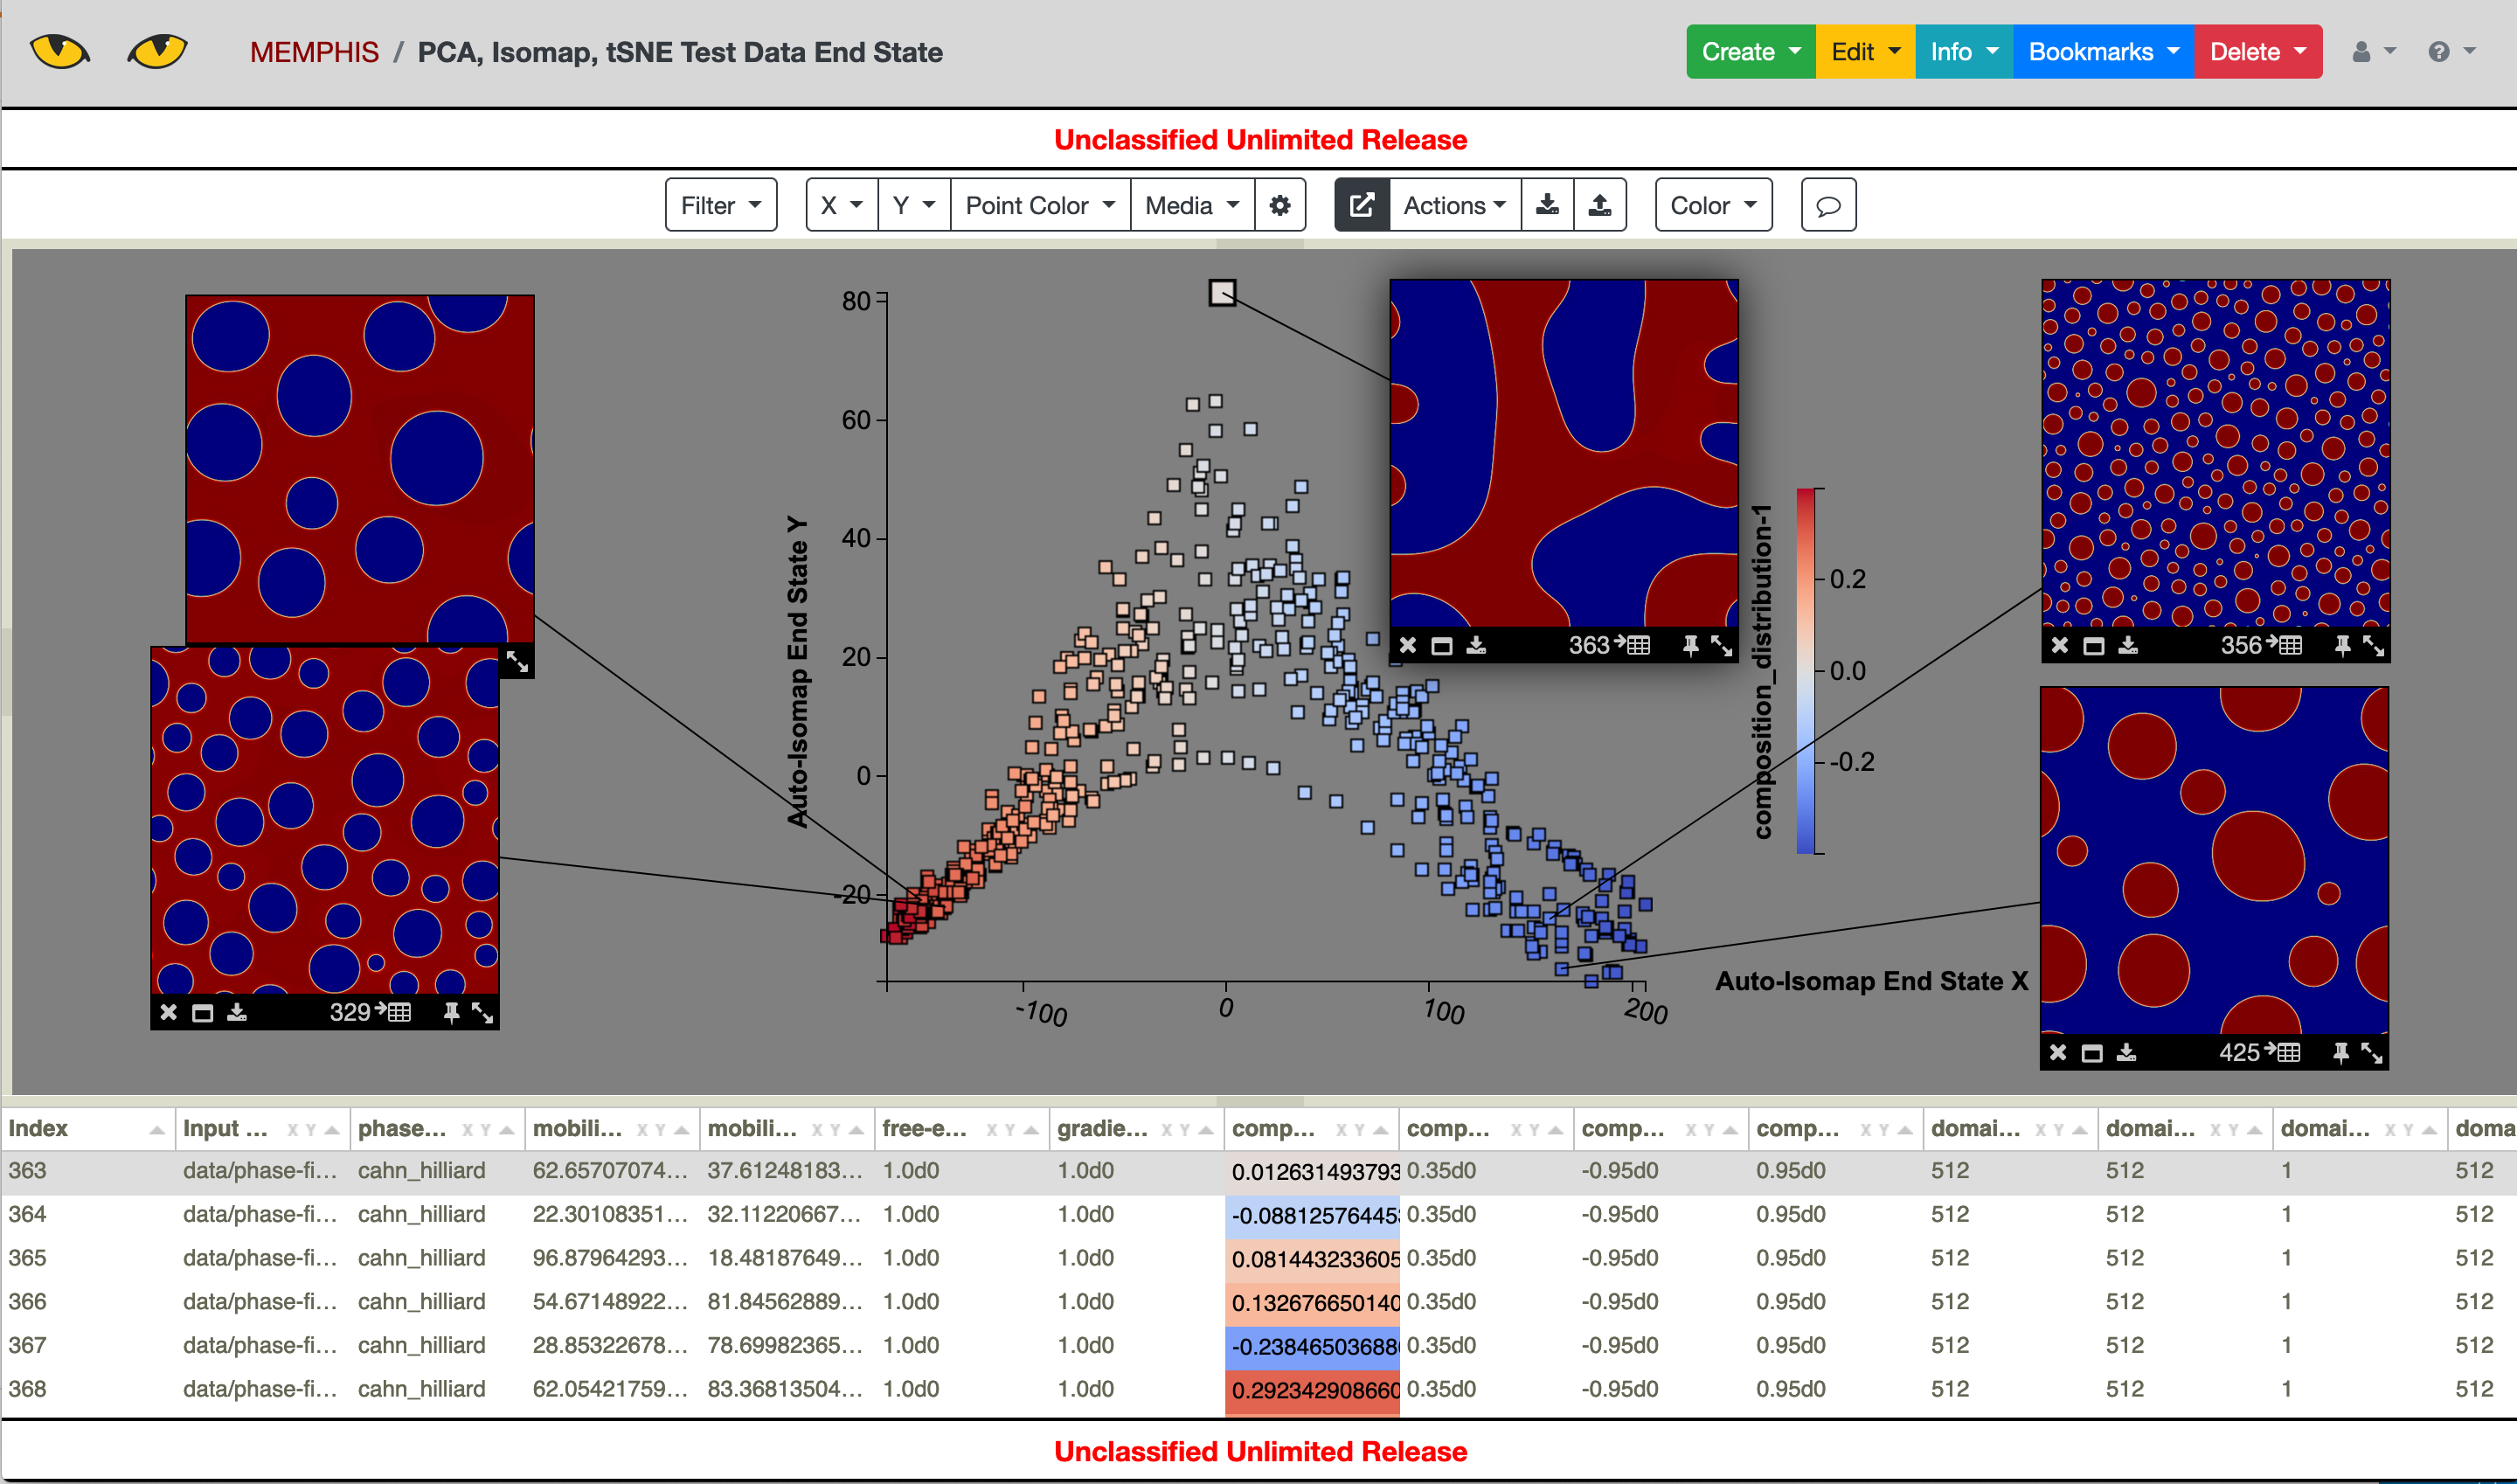 MEMPHIS / PCA, Isomap, tSNE Test Data End State
Create Edit Info Bookmarks Delete
Unclassified Unlimited Release
Filter X Y Point Color Media Actions Color
80
60
40
20
0
-20
Auto-Isomap End State Y
-100 0 100 200
Auto-Isomap End State X
composition_distribution-1
0.2
0.0
-0.2
363
356
329
425
Index Input ... X Y phase... X Y mobili... X Y mobili... X Y free-e... X Y gradie... X Y comp... X Y comp... X Y comp... X Y comp... X Y domai... X Y domai... X Y domai... X Y doma
363 data/phase-fi... cahn_hilliard 62.65707074... 37.61248183... 1.0d0 1.0d0 0.012631493793 0.35d0 -0.95d0 0.95d0 512 512 1 512
364 data/phase-fi... cahn_hilliard 22.30108351... 32.11220667... 1.0d0 1.0d0 -0.0881257644 0.35d0 -0.95d0 0.95d0 512 512 1 512
365 data/phase-fi... cahn_hilliard 96.87964293... 18.48187649... 1.0d0 1.0d0 0.081443233605 0.35d0 -0.95d0 0.95d0 512 512 1 512
366 data/phase-fi... cahn_hilliard 54.67148922... 81.84562889... 1.0d0 1.0d0 0.132676650140 0.35d0 -0.95d0 0.95d0 512 512 1 512
367 data/phase-fi... cahn_hilliard 28.85322678... 78.69982365... 1.0d0 1.0d0 -0.238465036886 0.35d0 -0.95d0 0.95d0 512 512 1 512
368 data/phase-fi... cahn_hilliard 62.05421759... 83.36813504... 1.0d0 1.0d0 0.292342908660 0.35d0 -0.95d0 0.95d0 512 512 1 512
Unclassified Unlimited Release